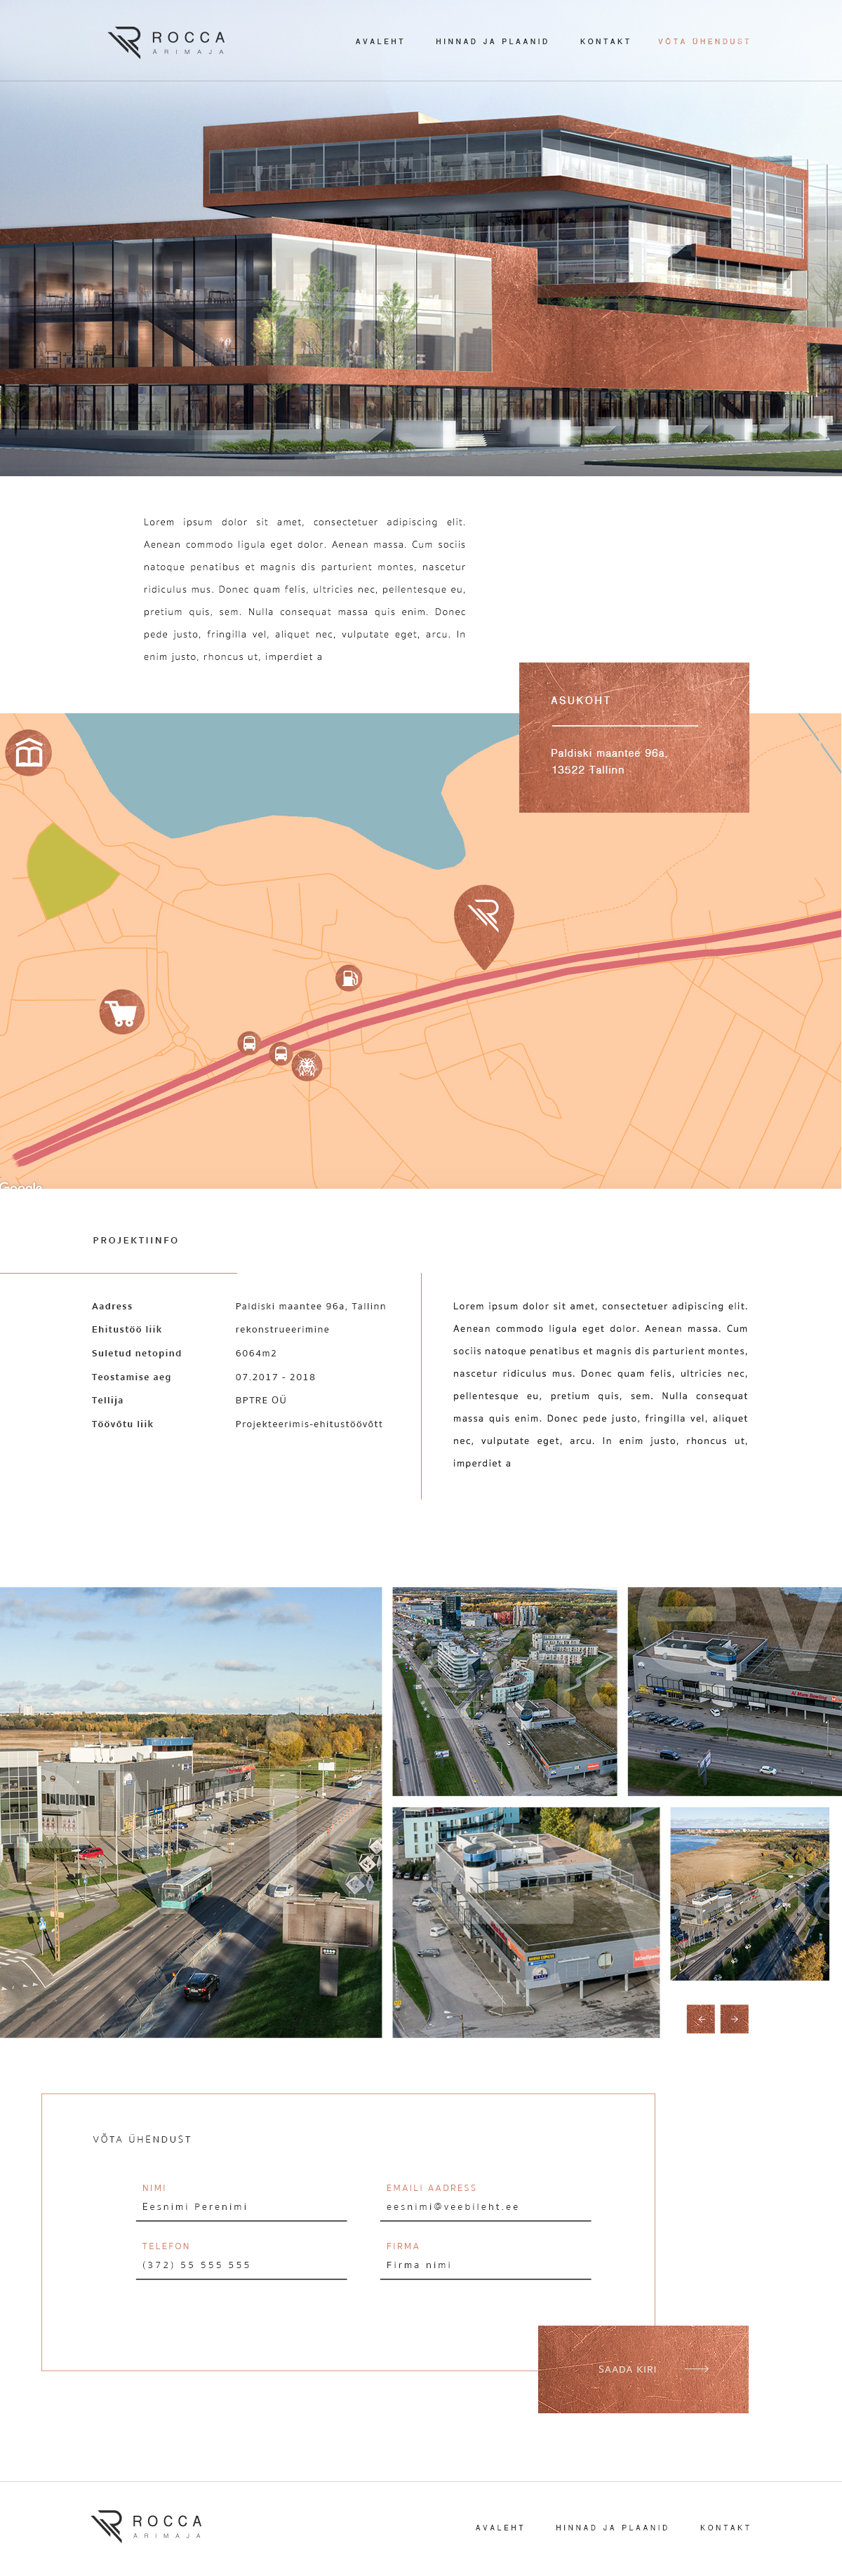 ROCCA
ARIMAJA
AVALEHT
HINNAD JA PLAANID
KONTAKT
VÕTA ÜHENDUST
Lorem ipsum dolor sit amet, consectetuer adipiscing elit.
Aenean commodo ligula eget dolor. Aenean massa. Cum sociis
natoque penatibus et magnis dis parturient montes, nascetur
ridiculus mus. Donec quam felis, ultricies nec, pellentesque eu,
pretium quis, sem. Nulla consequat massa quis enim. Donec
pede justo, fringilla vel, aliquet nec, vulputate eget, arcu. In
enim justo, rhoncus ut, imperdiet a
ASUKOHT
Paldiski maantee 96a,
13522 Tallinn
Google
PROJEKTIINFO
Aadress Paldiski maantee 96a, Tallinn
Ehitustöö liik rekonstrueerimine
Suletud netopind 6064m2
Teostamise aeg 07.2017 - 2018
Tellija BPTRE OÜ
Töövõtu liik Projekteerimis-ehitustöövõtt
Lorem ipsum dolor sit amet, consectetuer adipiscing elit.
Aenean commodo ligula eget dolor. Aenean massa. Cum
sociis natoque penatibus et magnis dis parturient montes,
nascetur ridiculus mus. Donec quam felis, ultricies nec,
pellentesque eu, pretium quis, sem. Nulla consequat
massa quis enim. Donec pede justo, fringilla vel, aliquet
nec, vulputate eget, arcu. In enim justo, rhoncus ut,
imperdiet a
VÕTA ÜHENDUST
NIMI
Eesnimi Perenimi
EMAILI AADRESS
eesnimi@veebileht.ee
TELEFON
(372) 55 555 555
FIRMA
Firma nimi
SAADA KIRI
ROCCA
ARIMAJA
AVALEHT
HINNAD JA PLAANID
KONTAKT